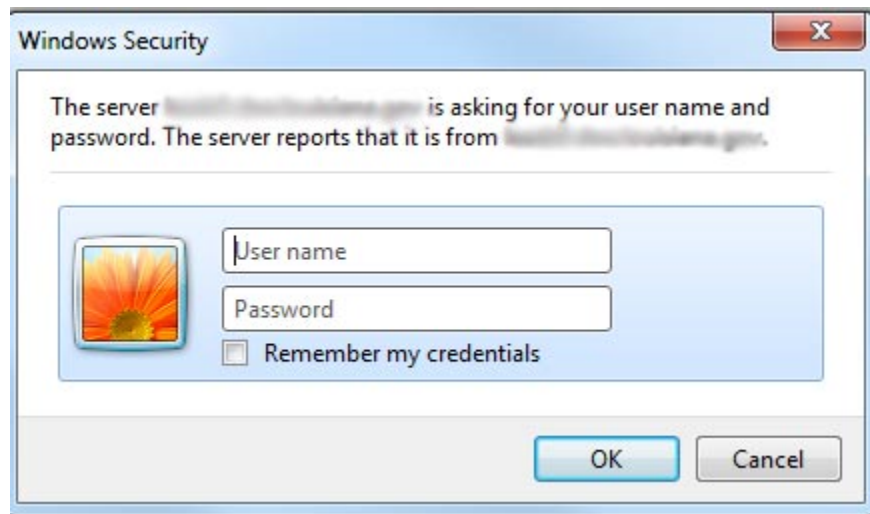 Windows Security
The server is asking for your user name and
password. The server reports that it is from
User name
Password
Remember my credentials
OK
Cancel